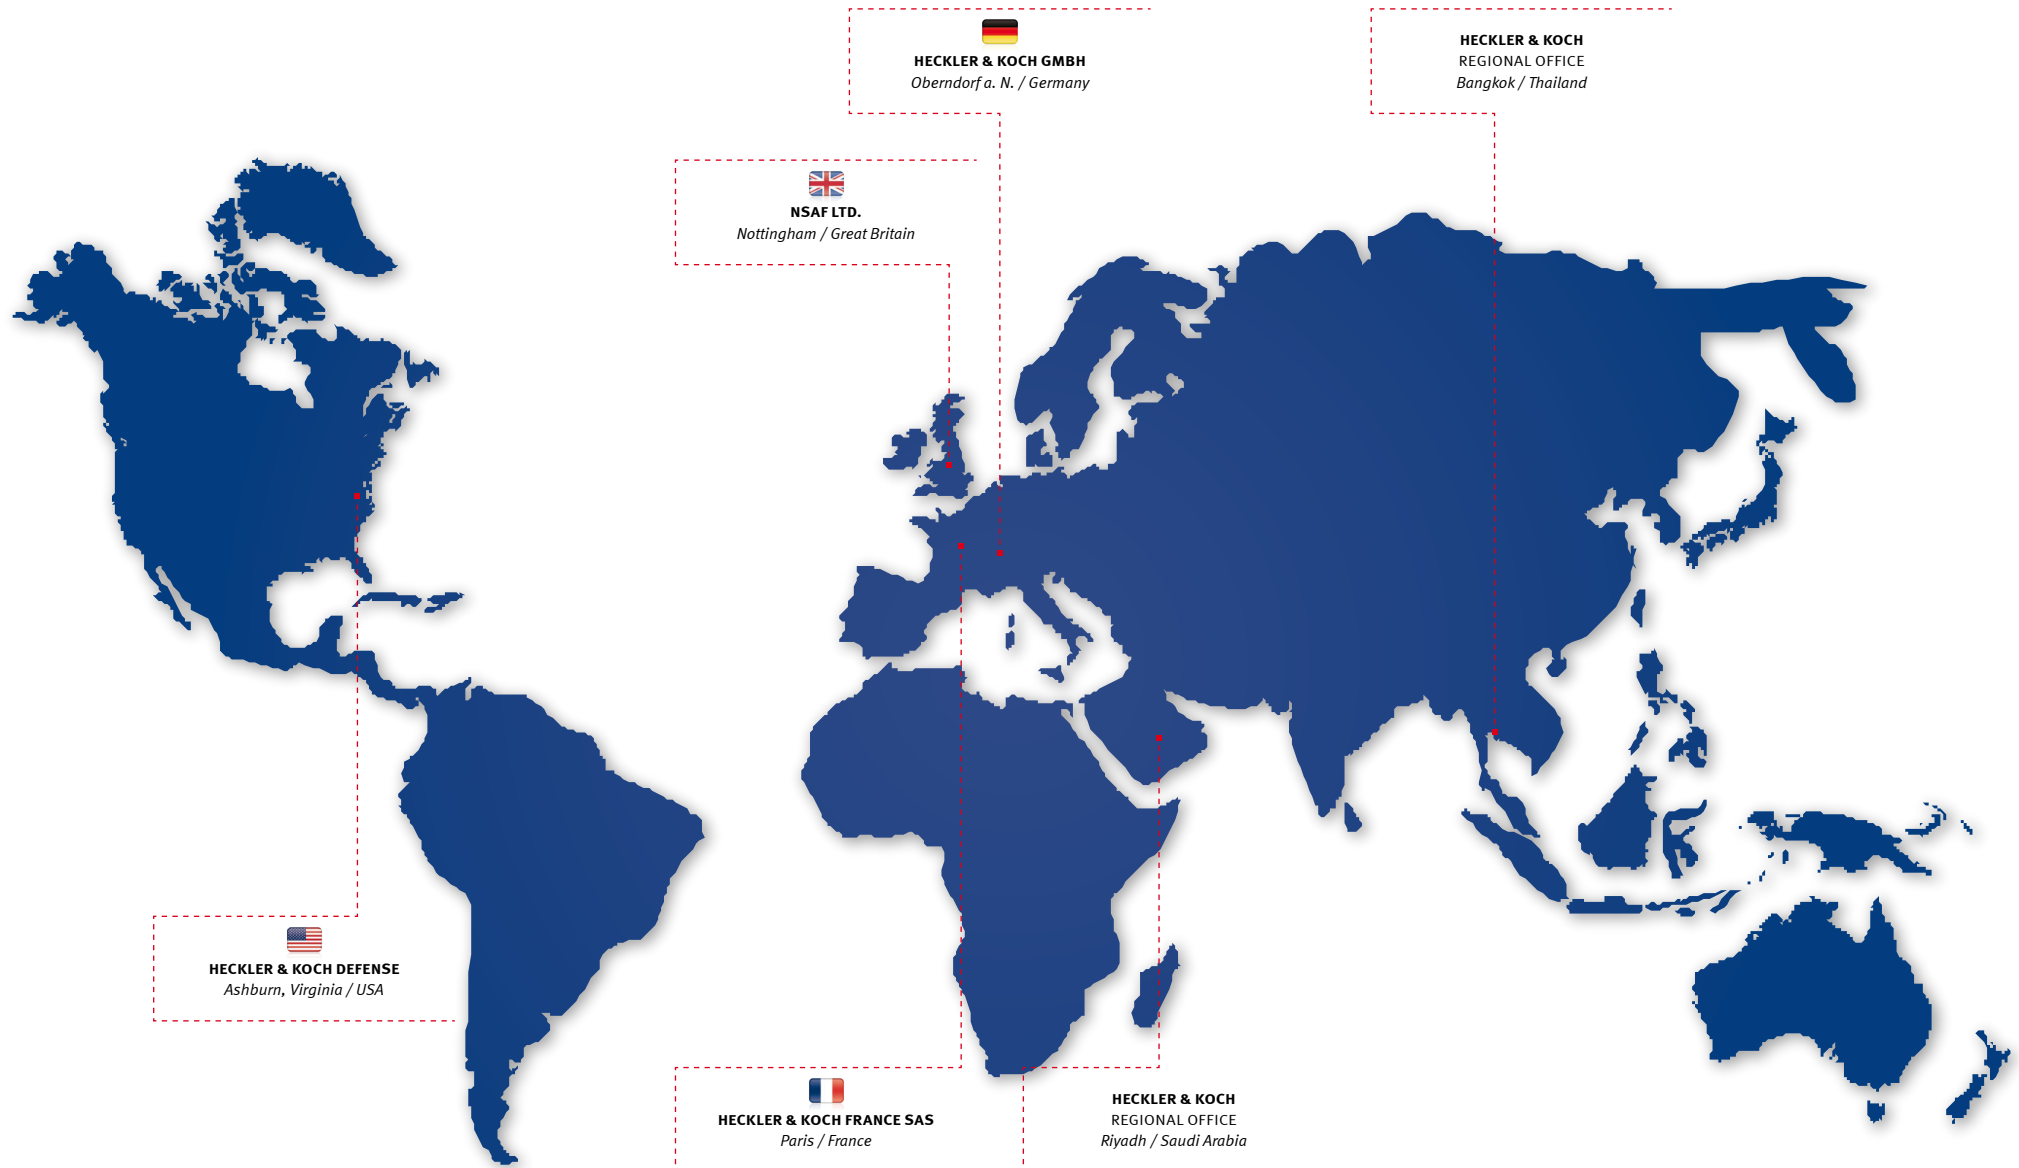 HECKLER & KOCH GMBH
Oberndorf a. N. / Germany
HECKLER & KOCH
REGIONAL OFFICE
Bangkok / Thailand
NSAF LTD.
Nottingham / Great Britain
HECKLER & KOCH DEFENSE
Ashburn, Virginia / USA
HECKLER & KOCH FRANCE SAS
Paris / France
HECKLER & KOCH
REGIONAL OFFICE
Riyadh / Saudi Arabia